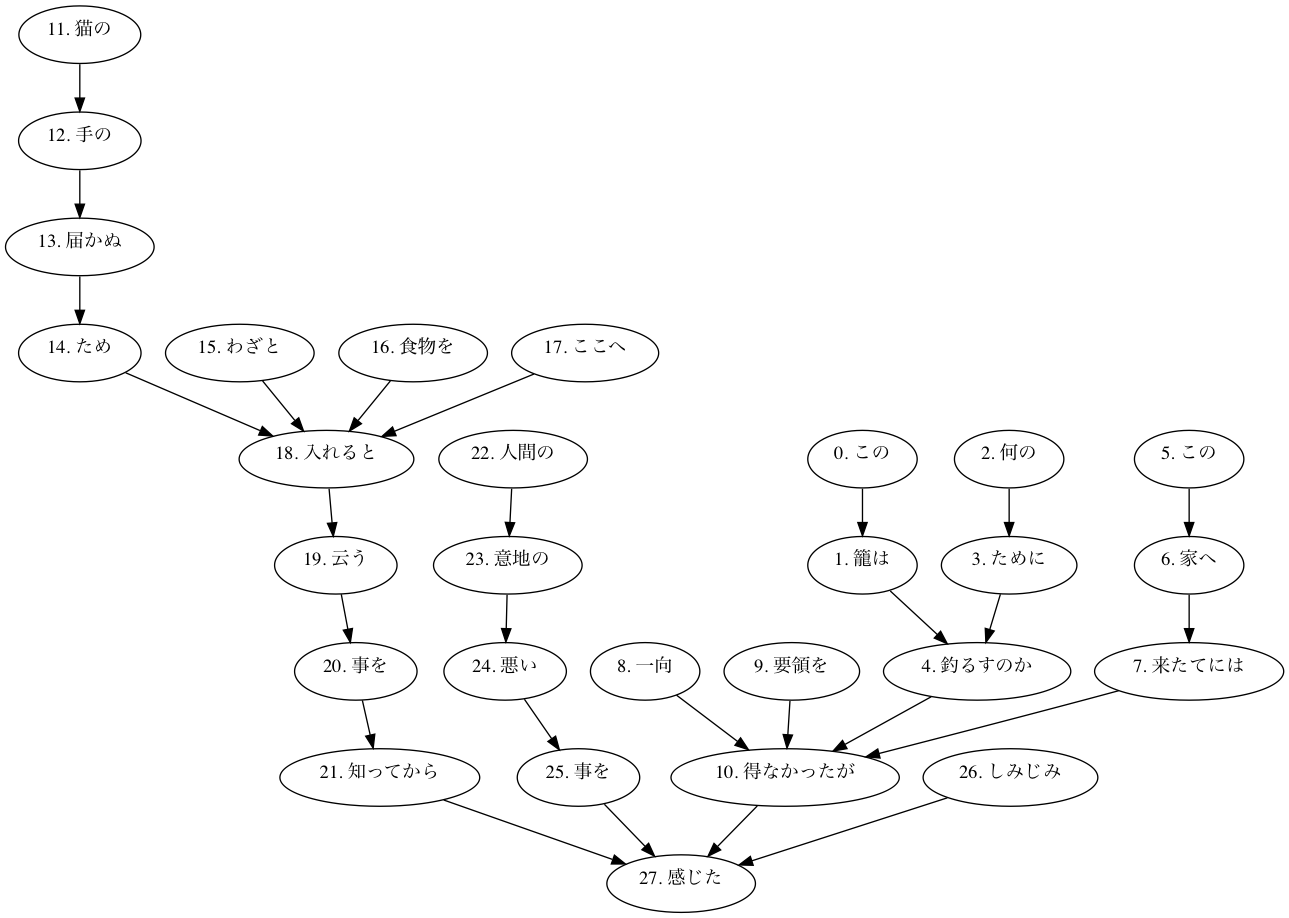 11. 猫の
12. 手の
13. 届かぬ
14. ため
15. わざと
16. 食物を
17. ここへ
18. 入れると
22. 人間の
0. この
2. 何の
5. この
19. 云う
23. 意地の
1. 籠は
3. ために
6. 家へ
20. 事を
24. 悪い
8. 一向
9. 要領を
4. 釣るすのか
7. 来たてには
21. 知ってから
25. 事を
10. 得なかったが
26. しみじみ
27. 感じた